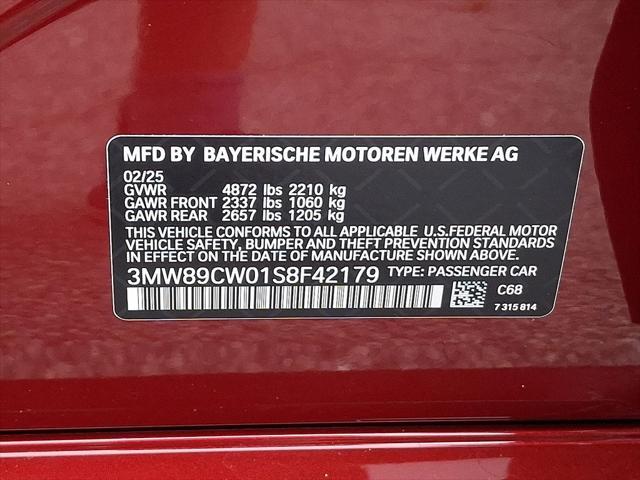 MFD BY BAYERISCHE MOTOREN WERKE AG
02/25
GVWR 4872 lbs 2210 kg
GAWR FRONT 2337 lbs 1060 kg
GAWR REAR 2657 lbs 1205 kg
THIS VEHICLE CONFORMS TO ALL APPLICABLE U.S.FEDERAL MOTOR
VEHICLE SAFETY, BUMPER AND THEFT PREVENTION STANDARDS
IN EFFECT ON THE DATE OF MANUFACTURE SHOWN ABOVE.
3MW89CW01S8F42179 TYPE: PASSENGER CAR
C68
7 315 814